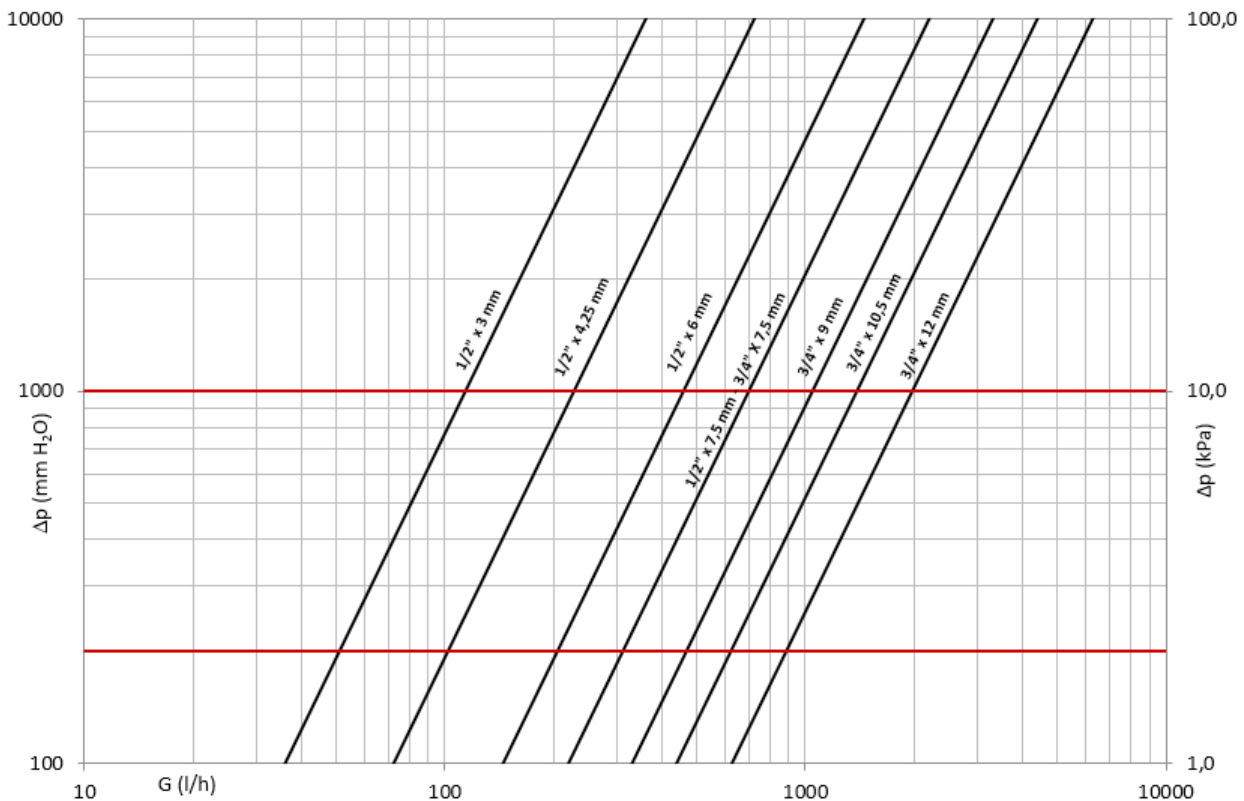 10000
100,0
1/2" x 3 mm
1/2" x 4,25 mm
1/2" x 6 mm
3/4" X 7,5 mm
3/4" x 9 mm
3/4" x 10,5 mm
3/4" x 12 mm
1000
10,0
1/2" x 7,5 mm
Δp (mm H₂O)
Δp (kPa)
100
1,0
10
G (l/h)
100
1000
10000